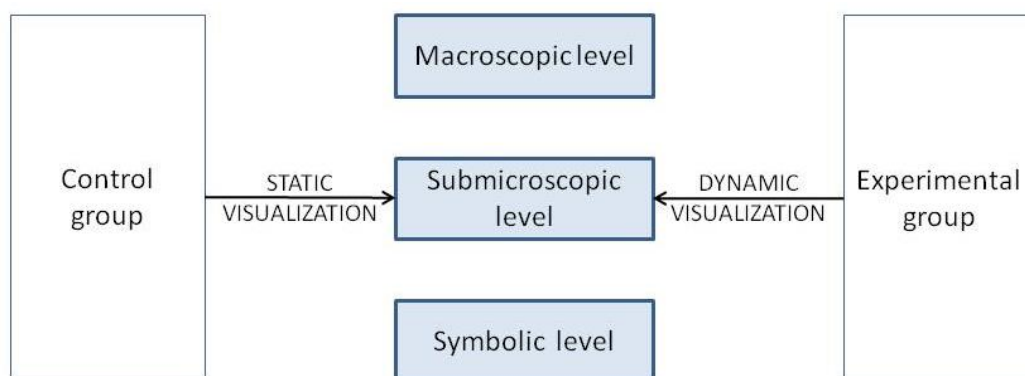 Macroscopic level
Control
group
STATIC
VISUALIZATION
Submicroscopic
level
DYNAMIC
VISUALIZATION
Experimental
group
Symbolic level